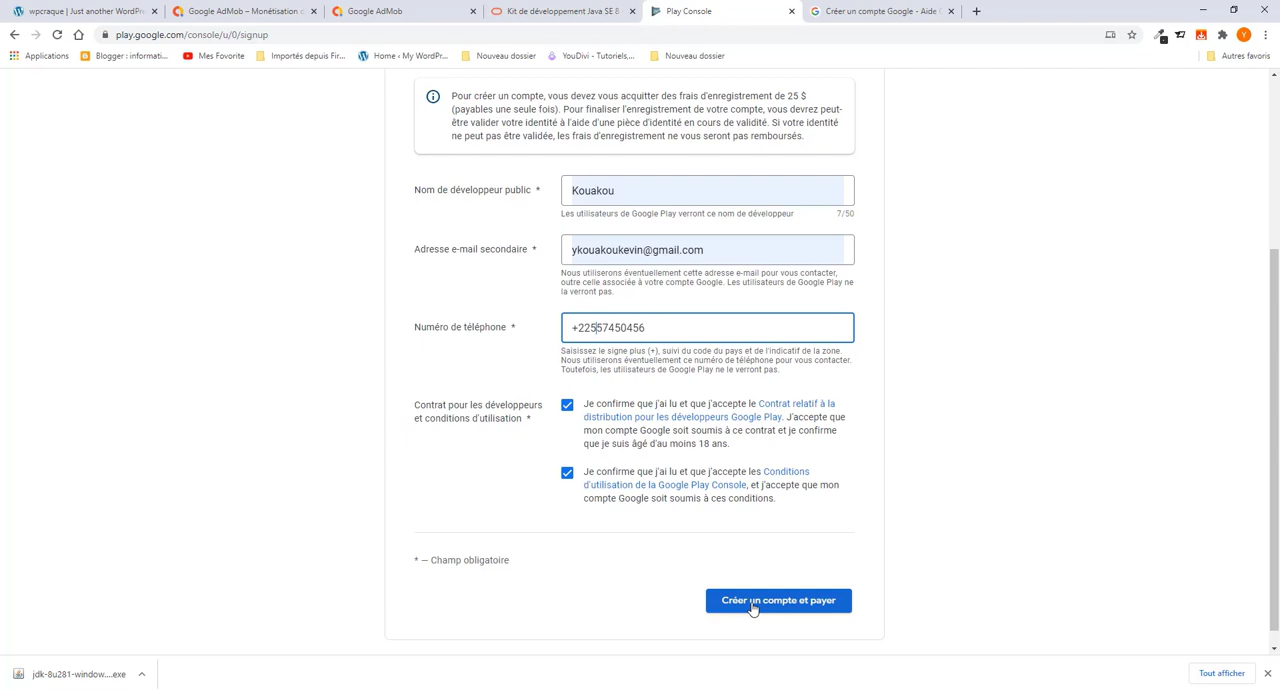 wpcraque | Just another WordPre
Google AdMob – Monétisation d
Google AdMob
Kit de développement Java SE 8
Play Console
Créer un compte Google - Aide C
play.google.com/console/u/0/signup
Y
Applications
Blogger : informati...
Mes Favorite
Importés depuis Fir...
Home ‹ My WordPr...
Nouveau dossier
YouDivi - Tutoriels,...
Nouveau dossier
Autres favoris
Pour créer un compte, vous devez vous acquitter des frais d'enregistrement de 25 $
(payables une seule fois). Pour finaliser l'enregistrement de votre compte, vous devrez peut-
être valider votre identité à l'aide d'une pièce d'identité en cours de validité. Si votre identité
ne peut pas être validée, les frais d'enregistrement ne vous seront pas remboursés.
Nom de développeur public *
Kouakou
Les utilisateurs de Google Play verront ce nom de développeur 7/50
Adresse e-mail secondaire *
ykouakoukevin@gmail.com
Nous utiliserons éventuellement cette adresse e-mail pour vous contacter,
outre celle associée à votre compte Google. Les utilisateurs de Google Play ne
la verront pas.
Numéro de téléphone *
+22557450456
Saisissez le signe plus (+), suivi du code du pays et de l'indicatif de la zone.
Nous utiliserons éventuellement ce numéro de téléphone pour vous contacter.
Toutefois, les utilisateurs de Google Play ne le verront pas.
Contrat pour les développeurs
et conditions d'utilisation *
Je confirme que j'ai lu et que j'accepte le Contrat relatif à la
distribution pour les développeurs Google Play. J'accepte que
mon compte Google soit soumis à ce contrat et je confirme
que je suis âgé d'au moins 18 ans.
Je confirme que j'ai lu et que j'accepte les Conditions
d'utilisation de la Google Play Console, et j'accepte que mon
compte Google soit soumis à ces conditions.
* — Champ obligatoire
Créer un compte et payer
jdk-8u281-window....exe
Tout afficher